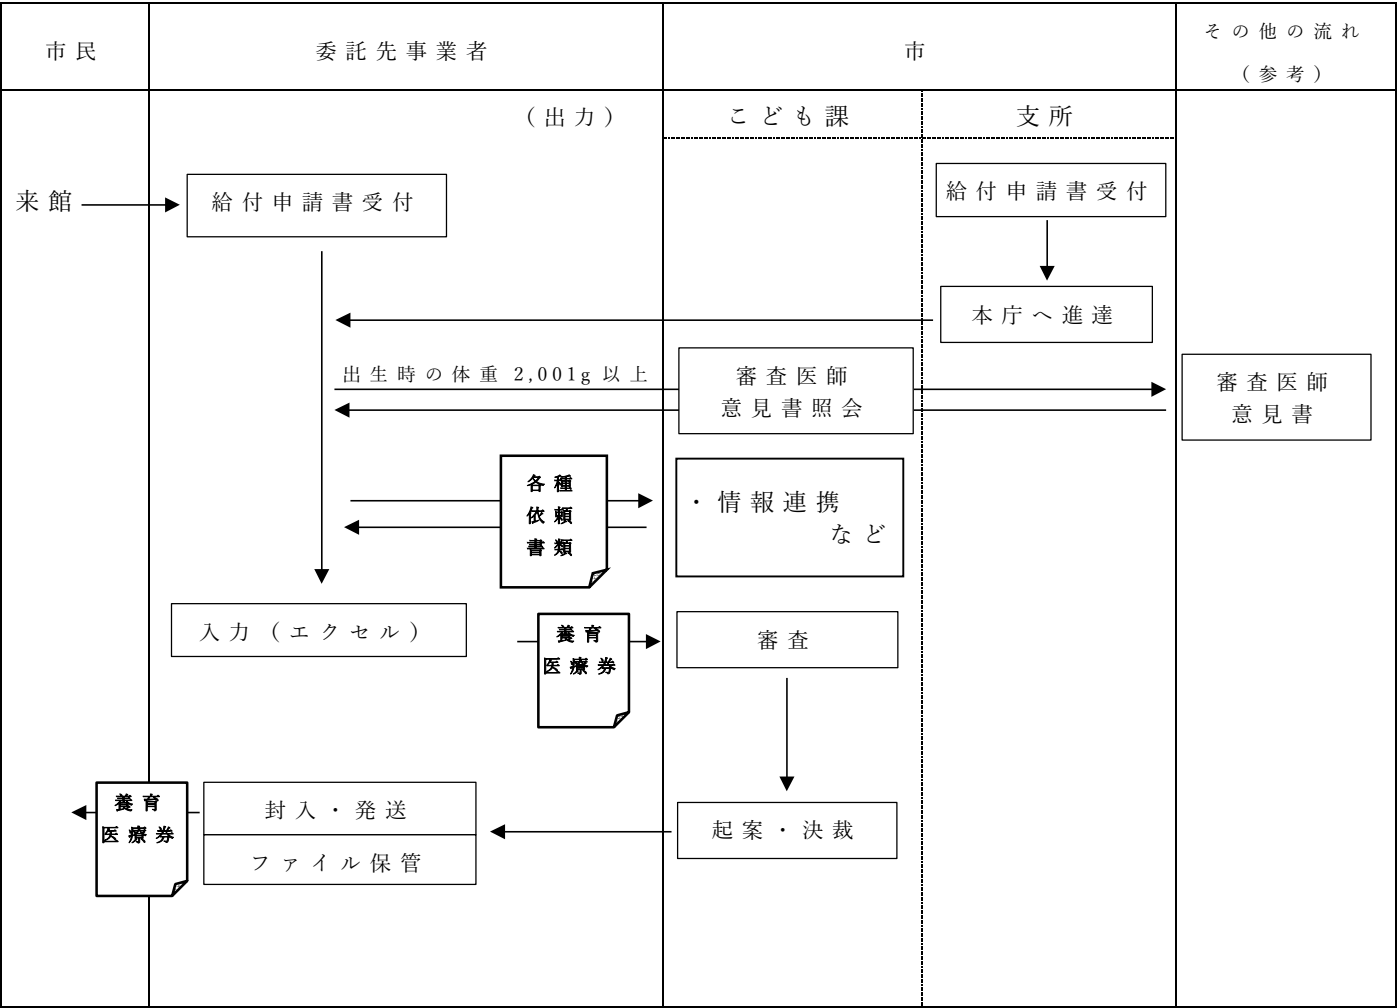 市民
委託先事業者
市
その他の流れ
(参考)
(出力)
こども課
支所
来館
給付申請書受付
給付申請書受付
本庁へ進達
出生時の体重 2,001g 以上
審査医師
意見書照会
審査医師
意見書
各種
依頼
書類
・情報連携
など
入力(エクセル)
養育
医療券
審査
養育
医療券
封入・発送
ファイル保管
起案・決裁